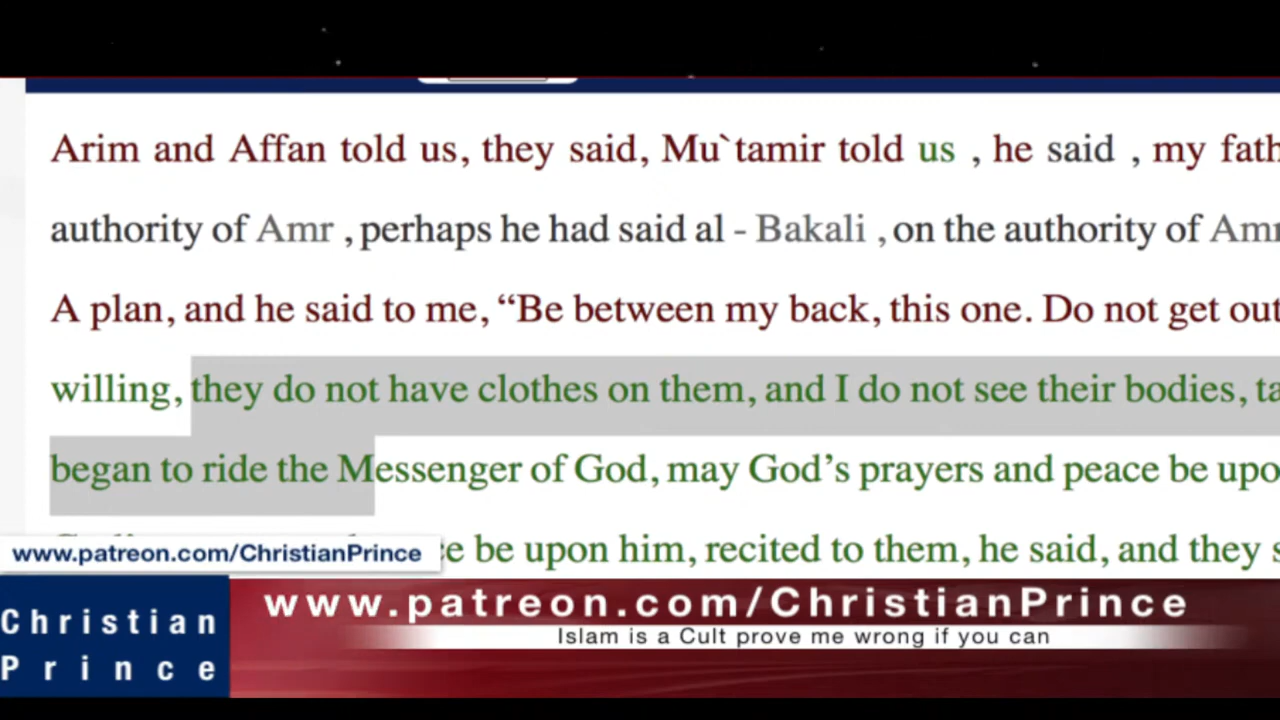 Arim and Affan told us, they said, Mu`tamir told us , he said , my
authority of Amr , perhaps he had said al - Bakali , on the authority of
A plan, and he said to me, “Be between my back, this one. Do not get out
willing, they do not have clothes on them, and I do not see their bodies,
began to ride the Messenger of God, may God’s prayers and peace be
be upon him, recited to them, he said, and they
www.patreon.com/ChristianPrince
www.patreon.com/ChristianPrince
Islam is a Cult prove me wrong if you can
Christian
Prince